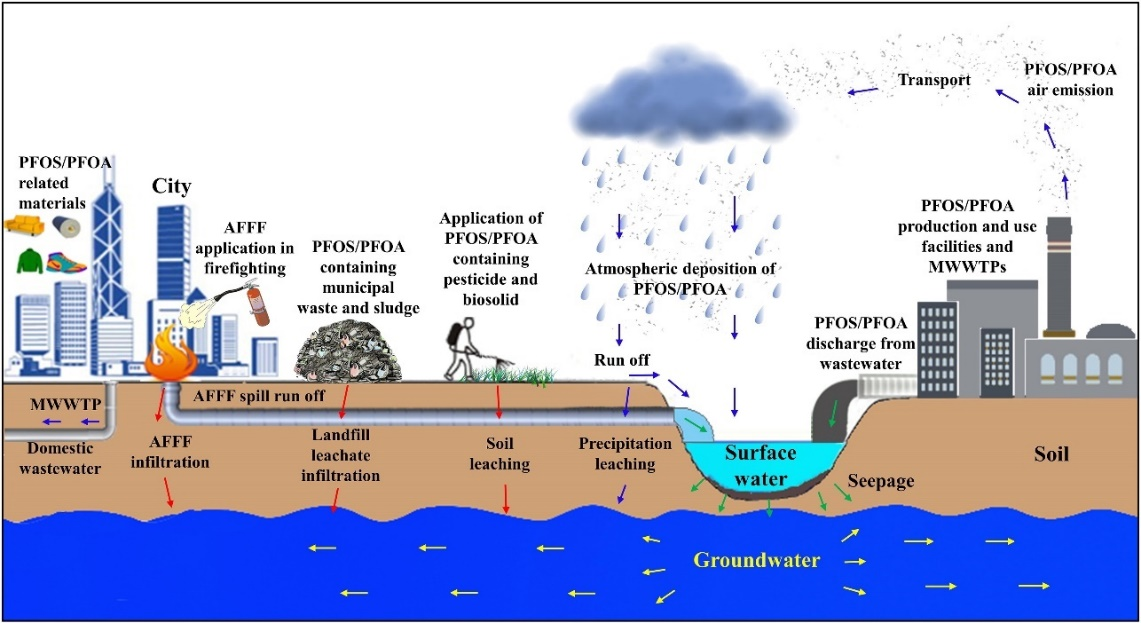 PFOS/PFOA
related
materials
City
AFFF
application in
firefighting
PFOS/PFOA
containing
municipal
waste and sludge
Application of
PFOS/PFOA
containing
pesticide and
biosolid
Atmospheric deposition of
PFOS/PFOA
Transport
PFOS/PFOA
air emission
PFOS/PFOA
production and use
facilities and
MWWTPs
PFOS/PFOA
discharge from
wastewater
Run off
MWWTP
Domestic
wastewater
AFFF spill run off
AFFF
infiltration
Landfill
leachate
infiltration
Soil
leaching
Precipitation
leaching
Surface
water
Seepage
Soil
Groundwater